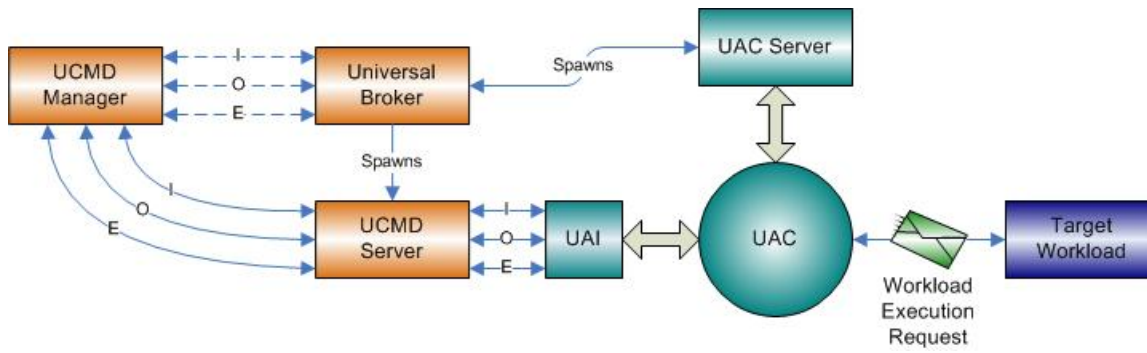 UCMD
Manager
I
O
E
Universal
Broker
Spawns
UAC Server
Spawns
I
O
E
UCMD
Server
I
O
E
UAI
UAC
Target
Workload
Workload
Execution
Request